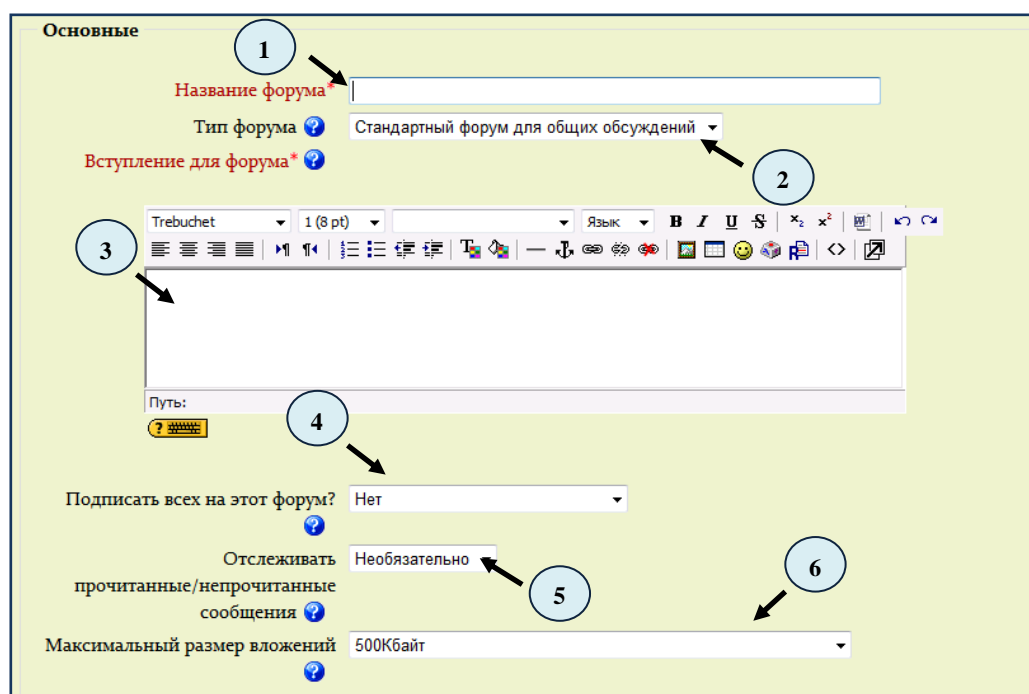 Основные
1
Название форума*
Тип форума ? Стандартный форум для общих обсуждений
Вступление для форума* ?
2
Trebuchet 1 (8 pt) Язык B I U S x₂ x²
3
Путь:
?
4
Подписать всех на этот форум? Нет
?
Отслеживать Необязательно
прочитанные/непрочитанные
сообщения ?
5
6
Максимальный размер вложений 500Кбайт
?